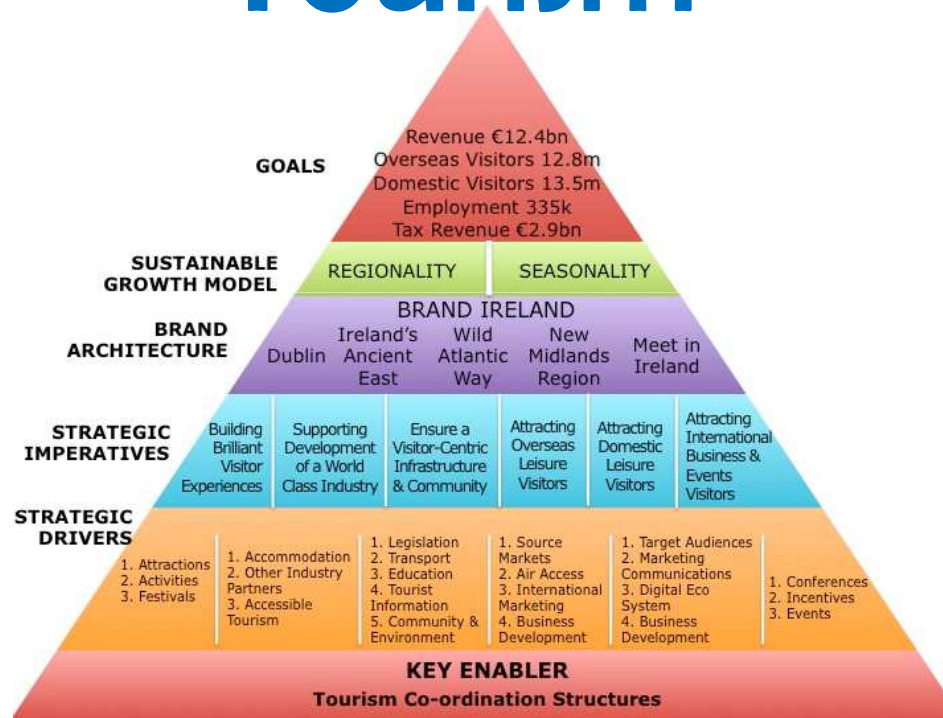 Tourism
GOALS
Revenue €12.4bn
Overseas Visitors 12.8m
Domestic Visitors 13.5m
Employment 335k
Tax Revenue €2.9bn
SUSTAINABLE
GROWTH MODEL
REGIONALITY
SEASONALITY
BRAND
ARCHITECTURE
BRAND IRELAND
Dublin
Ireland's
Ancient
East
Wild
Atlantic
Way
New
Midlands
Region
Meet in
Ireland
STRATEGIC
IMPERATIVES
Building
Brilliant
Visitor
Experiences
Supporting
Development
of a World
Class Industry
Ensure a
Visitor-Centric
Infrastructure
& Community
Attracting
Overseas
Leisure
Visitors
Attracting
Domestic
Leisure
Visitors
Attracting
International
Business &
Events
Visitors
STRATEGIC
DRIVERS
1. Attractions
2. Activities
3. Festivals
1. Accommodation
2. Other Industry
Partners
3. Accessible
Tourism
1. Legislation
2. Transport
3. Education
4. Tourist
Information
5. Community &
Environment
1. Source
Markets
2. Air Access
3. International
Marketing
4. Business
Development
1. Target Audiences
2. Marketing
Communications
3. Digital Eco
System
4. Business
Development
1. Conferences
2. Incentives
3. Events
KEY ENABLER
Tourism Co-ordination Structures